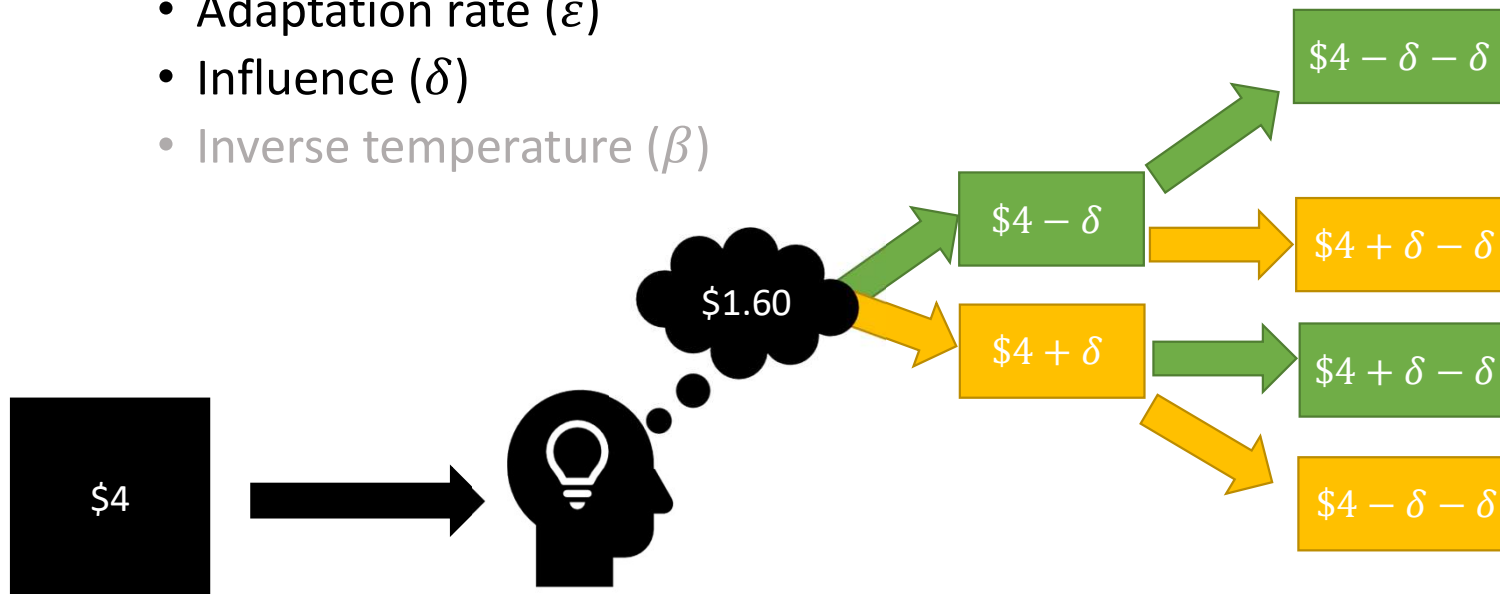 • Adaptation rate (ε)
• Influence (δ)
• Inverse temperature (β)
$4 − δ − δ
$4 − δ
$4 + δ − δ
$1.60
$4 + δ
$4 + δ − δ
$4
$4 − δ − δ